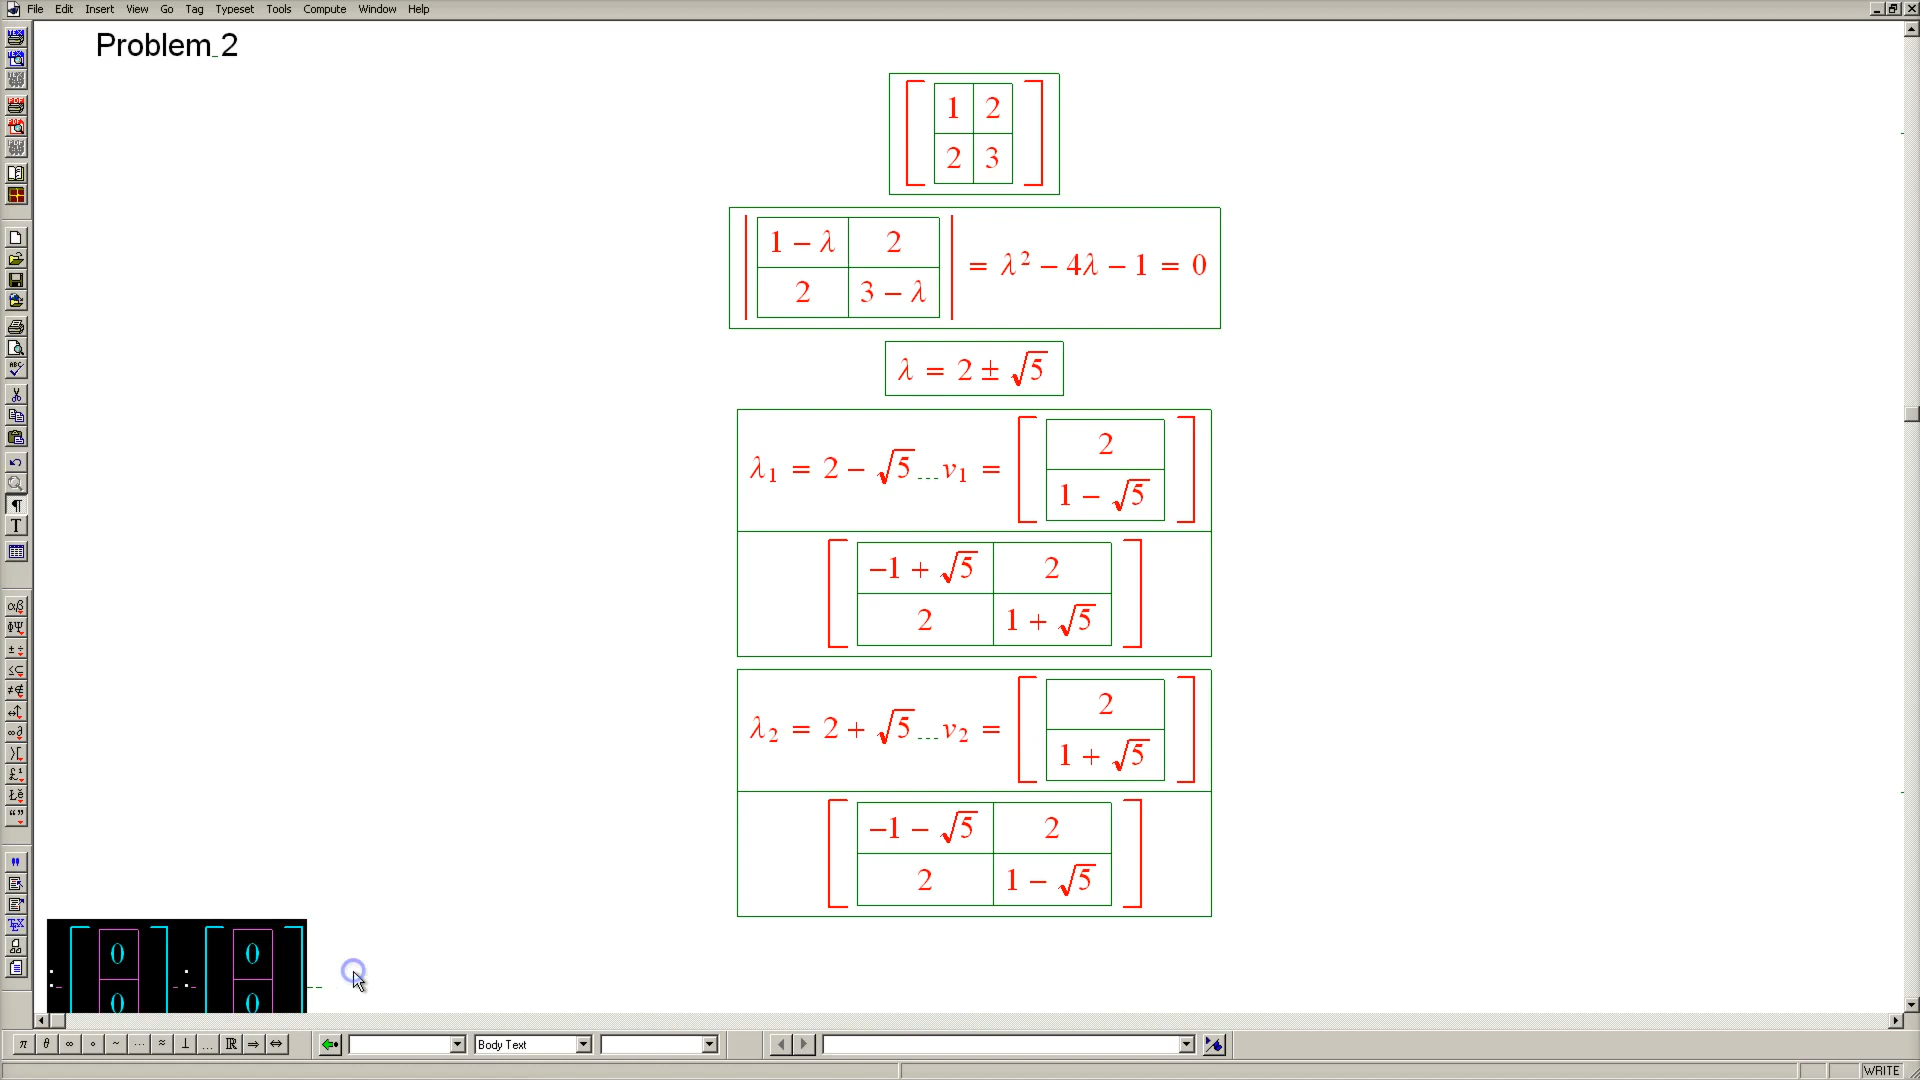 File Edit Insert View Go Tag Typeset Tools Compute Window Help
Problem 2
[ 1 2
2 3 ]
| 1 − λ 2
2 3 − λ | = λ² − 4λ − 1 = 0
λ = 2 ± √5
λ₁ = 2 − √5 v₁ = [ 2
1 − √5 ]
[ −1 + √5 2
2 1 + √5 ]
λ₂ = 2 + √5 v₂ = [ 2
1 + √5 ]
[ −1 − √5 2
2 1 − √5 ]
: [ 0 : [ 0
0 0
π θ ∞ ∘ ~ ⋯ ≈ ⊥ … ℝ ⇒ ⇔ Body Text
WRITE